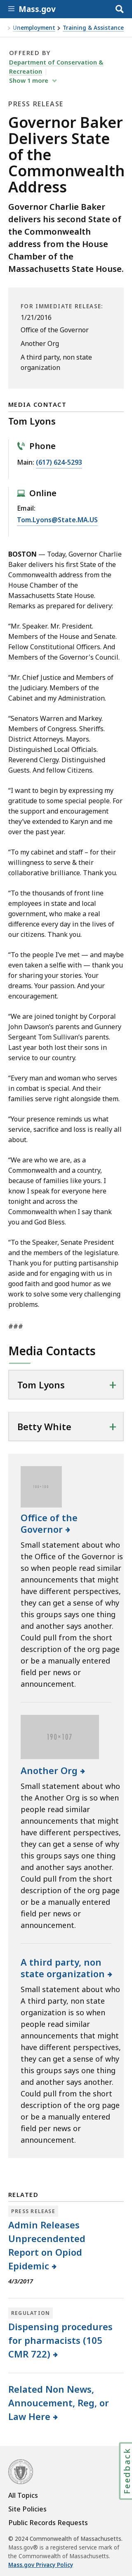 Mass.gov
Unemployment > Training & Assistance
OFFERED BY
Department of Conservation &
Recreation
Show 1 more
PRESS RELEASE
Governor Baker
Delivers State
of the
Commonwealth
Address
Governor Charlie Baker
delivers his second State of
the Commonwealth
address from the House
Chamber of the
Massachusetts State House.
FOR IMMEDIATE RELEASE:
1/21/2016
Office of the Governor
Another Org
A third party, non state
organization
MEDIA CONTACT
Tom Lyons
Phone
Main: (617) 624-5293
Online
Email:
Tom.Lyons@State.MA.US
BOSTON — Today, Governor Charlie
Baker delivers his first State of the
Commonwealth address from the
House Chamber of the
Massachusetts State House.
Remarks as prepared for delivery:
“Mr. Speaker. Mr. President.
Members of the House and Senate.
Fellow Constitutional Officers. And
Members of the Governor's Council.
“Mr. Chief Justice and Members of
the Judiciary. Members of the
Cabinet and my Administration.
“Senators Warren and Markey.
Members of Congress. Sheriffs.
District Attorneys. Mayors.
Distinguished Local Officials.
Reverend Clergy. Distinguished
Guests. And fellow Citizens.
“I want to begin by expressing my
gratitude to some special people. For
the many courtesies that they’ve
extended to Karyn and me over the
past year.
“To my cabinet and staff – for their
willingness to serve & their
collaborative brilliance. Thank you.
“To the thousands of front line
employees in state and local
government, who make a real
difference every day in the lives of
our citizens. Thank you.
“To the people I’ve met — and maybe
even taken a selfie with — thank you
for sharing your stories. Your
dreams. Your passion. And your
encouragement.
“We are joined tonight by Corporal
John Dawson’s parents and Gunnery
Sergeant Tom Sullivan’s parents.
Both John and Tom were lost last
year in service to our country.
“Every man and woman who serves
in combat is special. And their
families serve right alongside them.
“Your presence reminds us what
service, sacrifice and loss is really all
about.
“We are who we are, as a
Commonwealth and a country,
because of families like yours. I
know I speak for everyone here
tonight and across the
Commonwealth when I say thank
you and God Bless.
“To the Speaker, Senate President
and the members: It is a privilege to
work with you and to do so in an
environment that is grounded in
good faith and good humor as we
work to solve complex and vexing
problems.
###
Media Contacts
Tom Lyons
Betty White
Office of the
Governor
Small statement about who
the Office of the Governor is
so when people read similar
announcements that might
have different perspectives,
they can get a sense of why
this groups says one thing
and another says another.
Could pull from the short
description of the org page
or be a manually entered
field per news or
announcement.
190×107
Another Org
Small statement about who
the Another Org is so when
people read similar
announcements that might
have different perspectives,
they can get a sense of why
this groups says one thing
and another says another.
Could pull from the short
description of the org page
or be a manually entered
field per news or
announcement.
A third party, non
state organization
Small statement about who
A third party, non state
organization is so when
people read similar
announcements that might
have different perspectives,
they can get a sense of why
this groups says one thing
and another says another.
Could pull from the short
description of the org page
or be a manually entered
field per news or
announcement.
RELATED
PRESS RELEASE
Admin Releases
Unprecendented
Report on Opiod
Epidemic
4/3/2017
REGULATION
Dispensing procedures
for pharmacists (105
CMR 722)
Related Non News,
Annoucement, Reg, or
Law Here
Feedback
All Topics
Site Policies
Public Records Requests
© 2024 Commonwealth of Massachusetts.
Mass.gov® is a registered service mark of
the Commonwealth of Massachusetts.
Mass.gov Privacy Policy